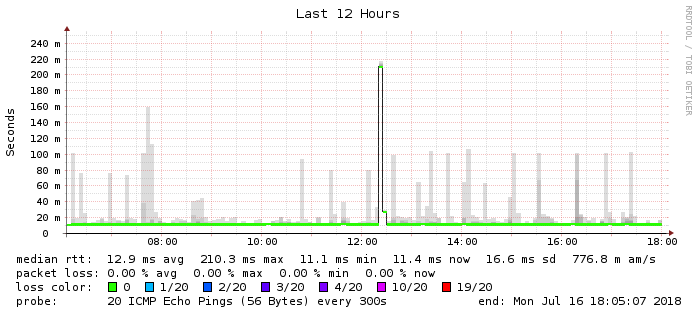 Last 12 Hours
RRDTOOL / TOBI OETIKER
Seconds
240 m
220 m
200 m
180 m
160 m
140 m
120 m
100 m
80 m
60 m
40 m
20 m
0
08:00 10:00 12:00 14:00 16:00 18:00
median rtt: 12.9 ms avg 210.3 ms max 11.1 ms min 11.4 ms now 16.6 ms sd 776.8 m am/s
packet loss: 0.00 % avg 0.00 % max 0.00 % min 0.00 % now
loss color: 0 1/20 2/20 3/20 4/20 10/20 19/20
probe: 20 ICMP Echo Pings (56 Bytes) every 300s end: Mon Jul 16 18:05:07 2018